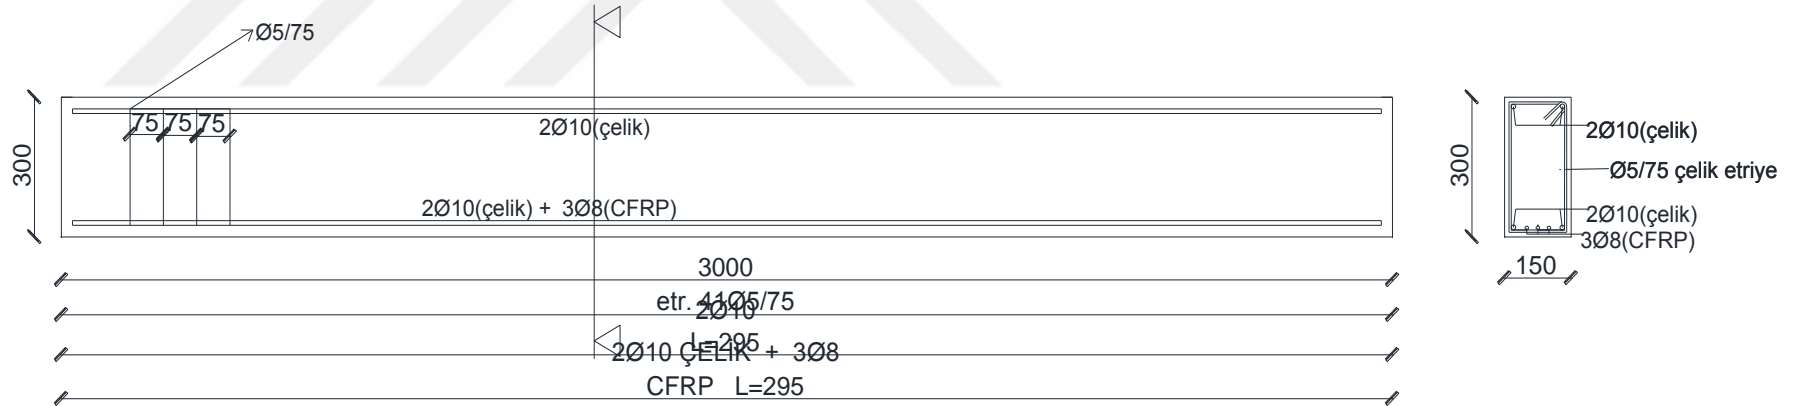 Ø5/75
75 75 75
2Ø10(çelik)
300
2Ø10(çelik) + 3Ø8(CFRP)
3000
etr. 41Ø5/75
2Ø10
L=295
2Ø10 ÇELİK + 3Ø8
CFRP L=295
300
2Ø10(çelik)
Ø5/75 çelik etriye
2Ø10(çelik)
3Ø8(CFRP)
150